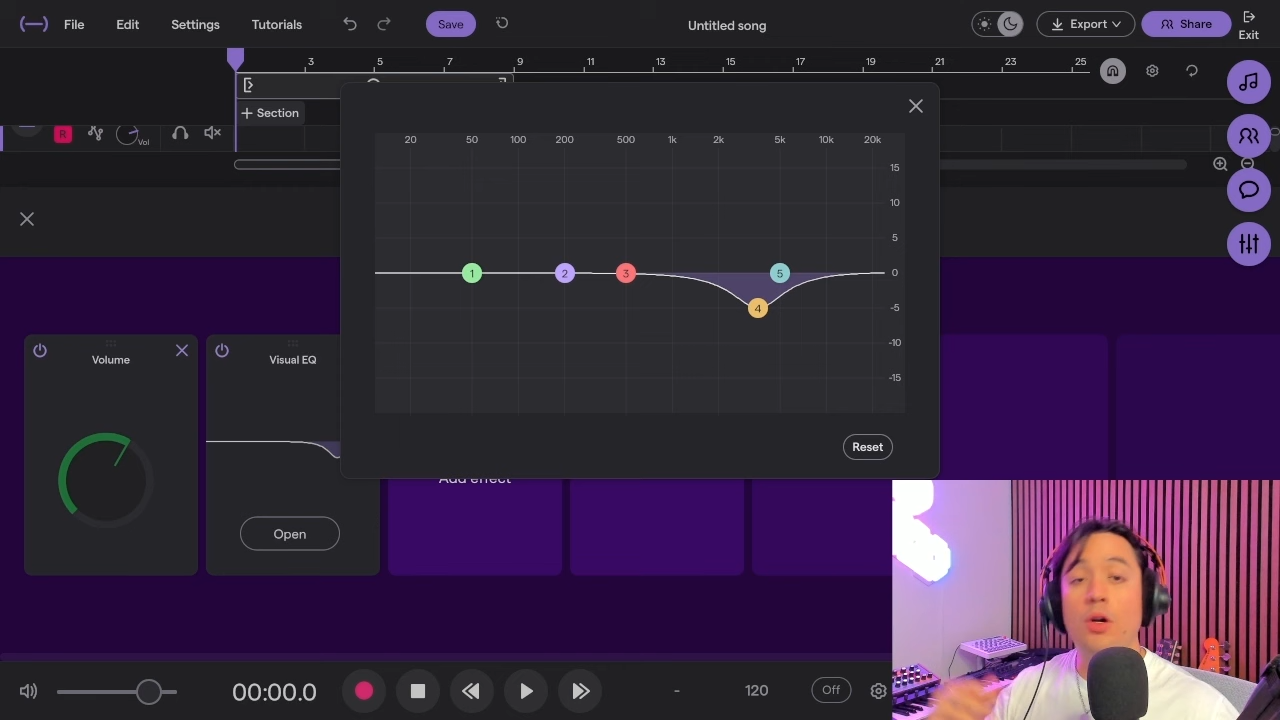 File Edit Settings Tutorials Save Untitled song Export Share Exit
3 5 7 9 11 13 15 17 19 21 23 25
+ Section
R Vol
20 50 100 200 500 1k 2k 5k 10k 20k
15
10
5
0
-5
-10
-15
1 2 3 4 5
Reset
Volume
Visual EQ
Add effect
Open
00:00.0 - 120 Off